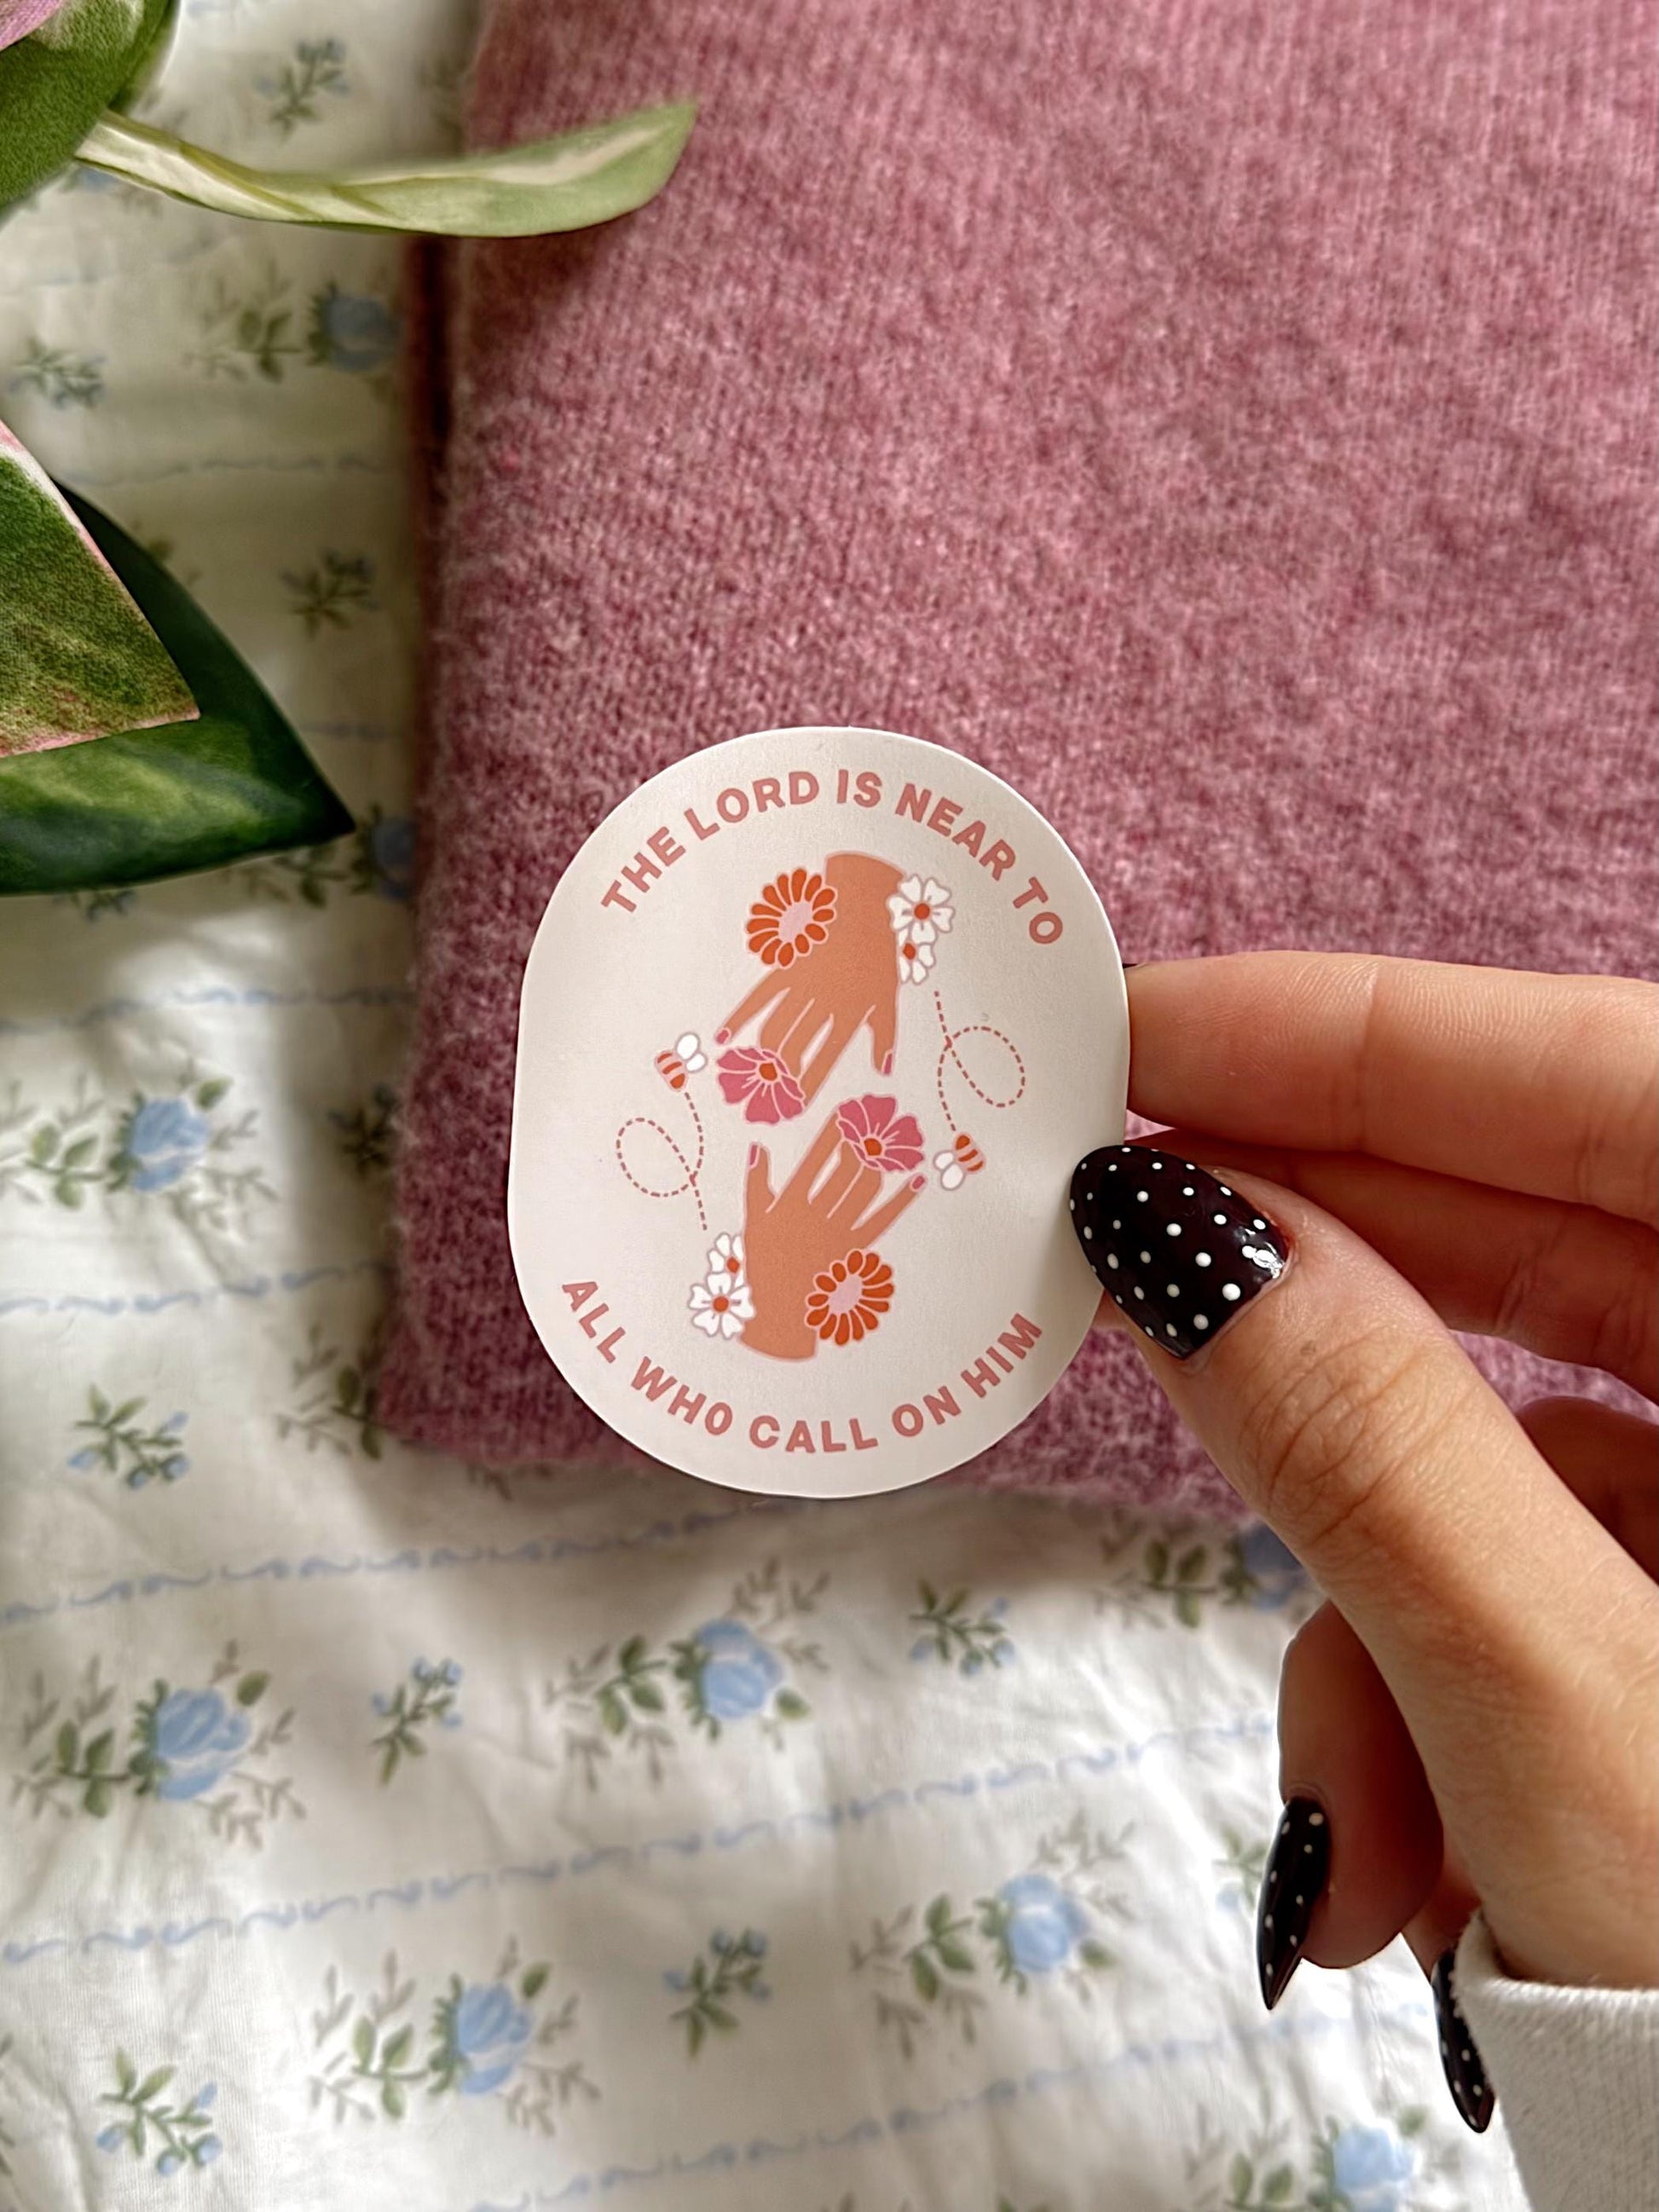 THE LORD IS NEAR TO
ALL WHO CALL ON HIM